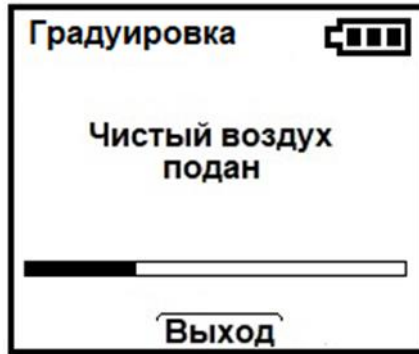 Градуировка
Чистый воздух
подан
Выход